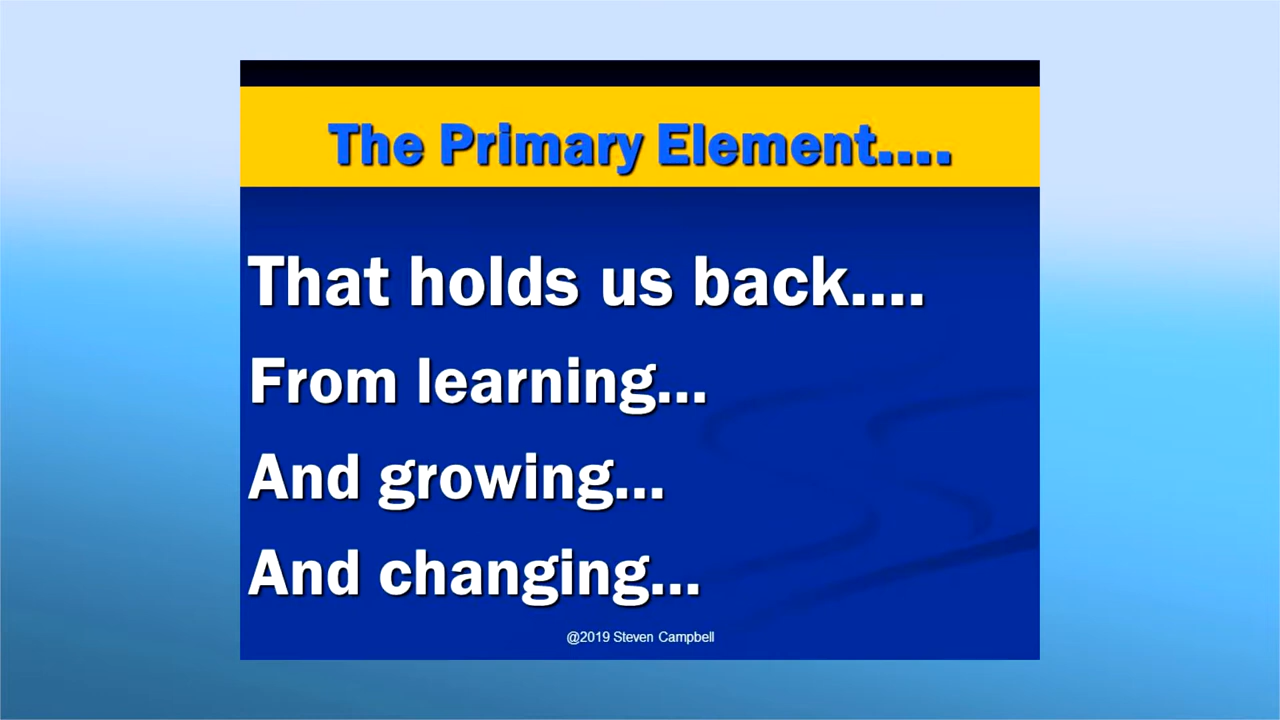 The Primary Element....
That holds us back....
From learning...
And growing...
And changing...
@2019 Steven Campbell